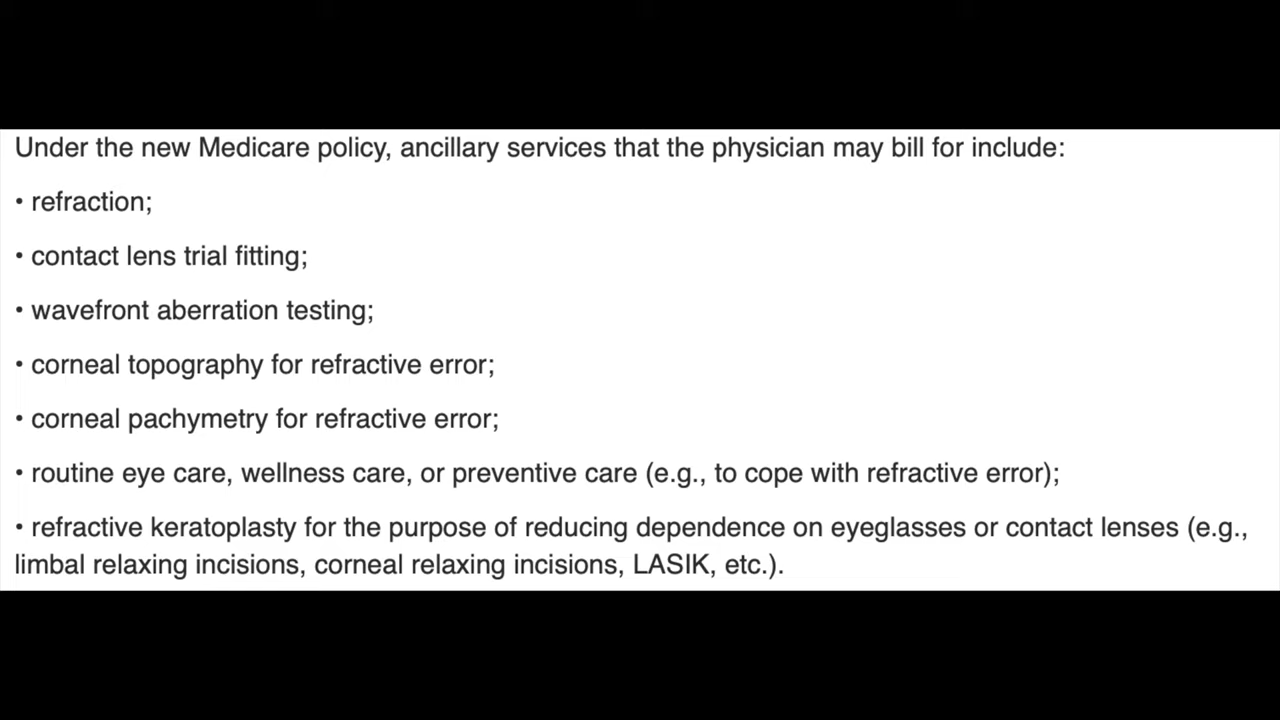 Under the new Medicare policy, ancillary services that the physician may bill for include:
• refraction;
• contact lens trial fitting;
• wavefront aberration testing;
• corneal topography for refractive error;
• corneal pachymetry for refractive error;
• routine eye care, wellness care, or preventive care (e.g., to cope with refractive error);
• refractive keratoplasty for the purpose of reducing dependence on eyeglasses or contact lenses (e.g.,
limbal relaxing incisions, corneal relaxing incisions, LASIK, etc.).